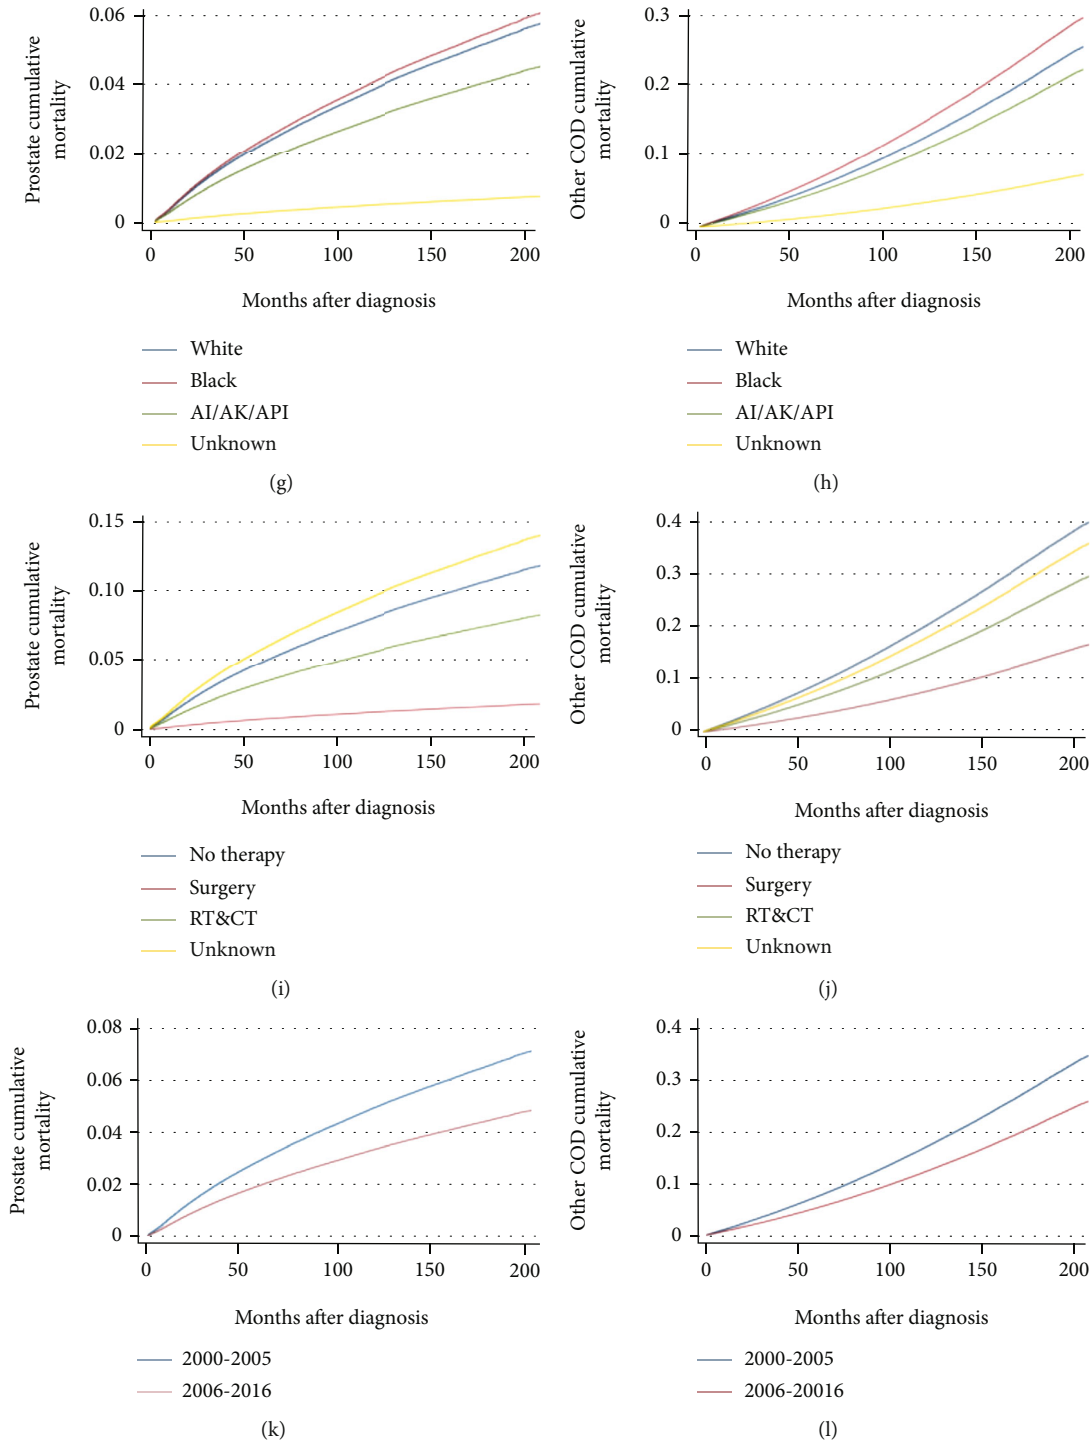 Prostate cumulative
mortality
0.06
0.04
0.02
0
0
50
100
150
200
Months after diagnosis
White
Black
AI/AK/API
Unknown
(g)
Other COD cumulative
mortality
0.3
0.2
0.1
0
0
50
100
150
200
Months after diagnosis
White
Black
AI/AK/API
Unknown
(h)
Prostate cumulative
mortality
0.15
0.10
0.05
0
0
50
100
150
200
Months after diagnosis
No therapy
Surgery
RT&CT
Unknown
(i)
Other COD cumulative
mortality
0.4
0.3
0.2
0.1
0
0
50
100
150
200
Months after diagnosis
No therapy
Surgery
RT&CT
Unknown
(j)
Prostate cumulative
mortality
0.08
0.06
0.04
0.02
0
0
50
100
150
200
Months after diagnosis
2000-2005
2006-2016
(k)
Other COD cumulative
mortality
0.4
0.3
0.2
0.1
0
0
50
100
150
200
Months after diagnosis
2000-2005
2006-20016
(l)